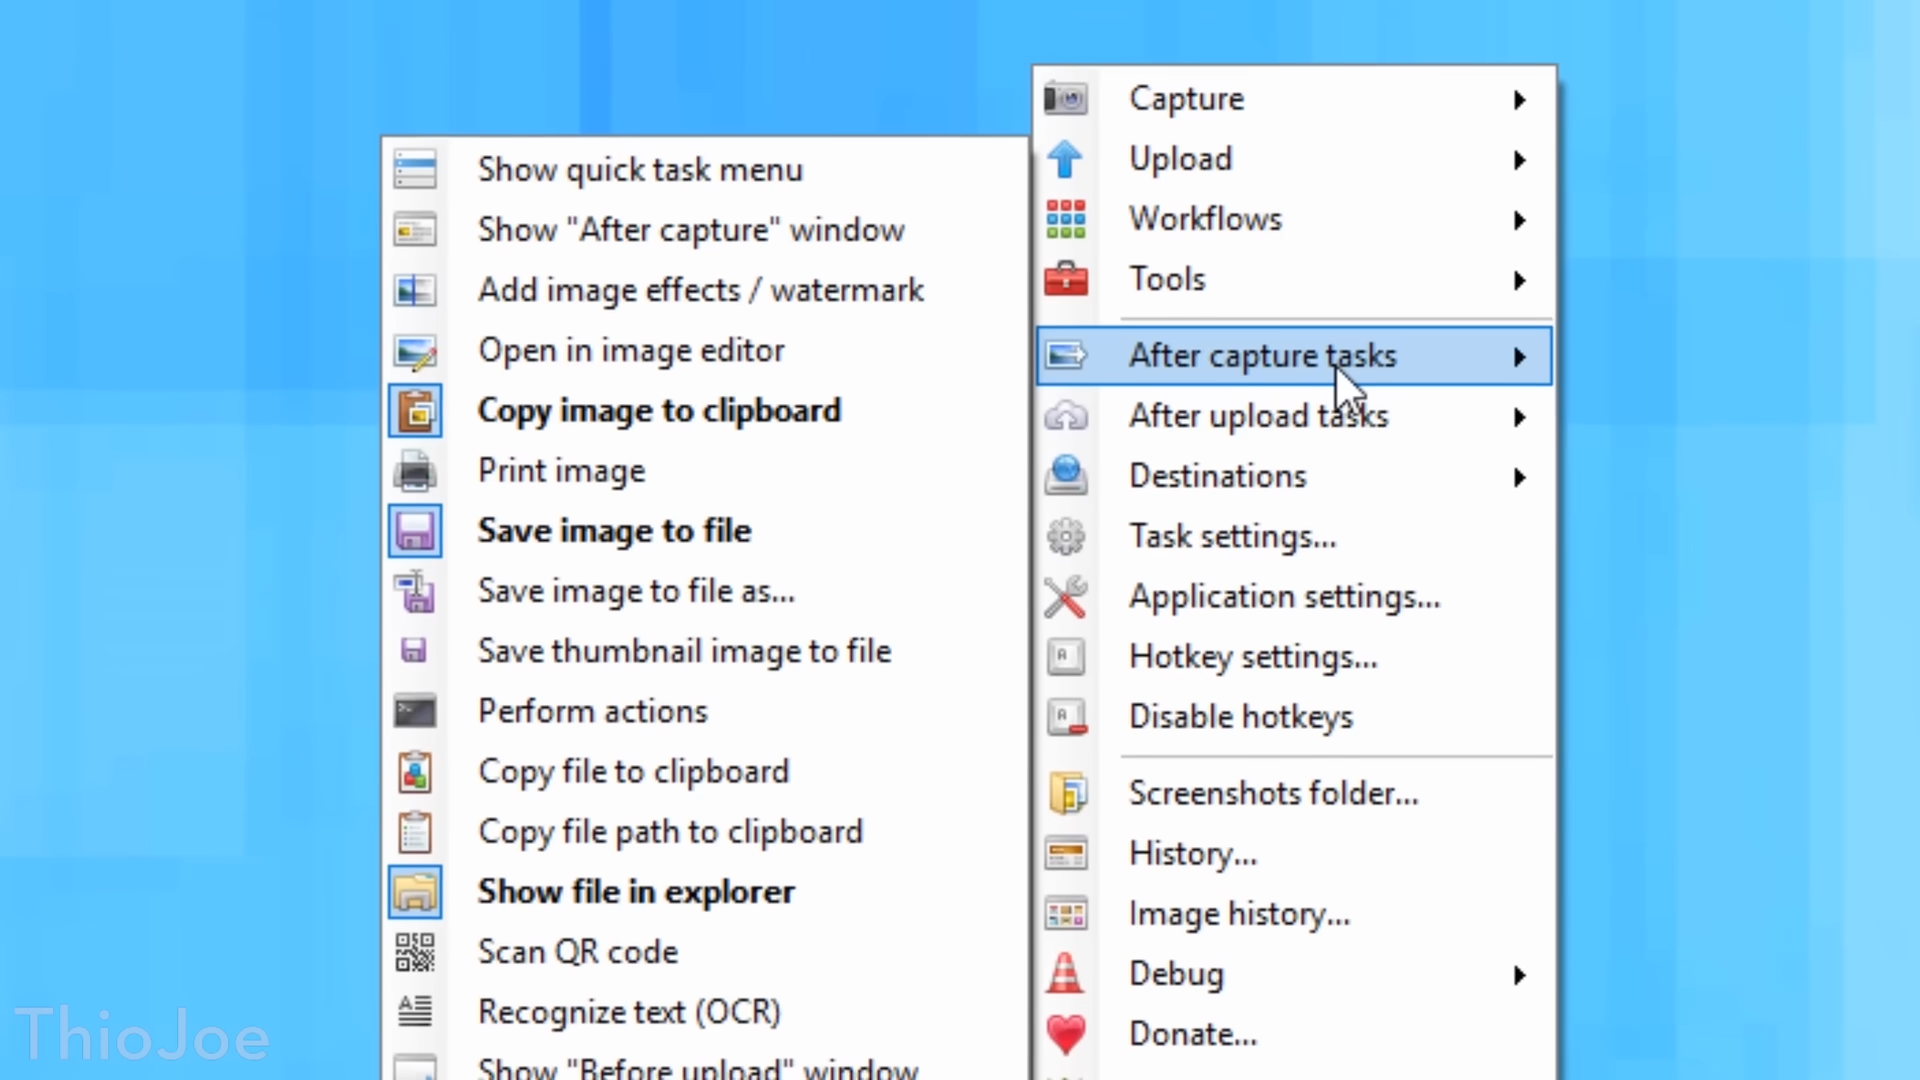 Show quick task menu
Show "After capture" window
Add image effects / watermark
Open in image editor
Copy image to clipboard
Print image
Save image to file
Save image to file as...
Save thumbnail image to file
Perform actions
Copy file to clipboard
Copy file path to clipboard
Show file in explorer
Scan QR code
Recognize text (OCR)
Show "Before upload" window
Capture
Upload
Workflows
Tools
After capture tasks
After upload tasks
Destinations
Task settings...
Application settings...
Hotkey settings...
Disable hotkeys
Screenshots folder...
History...
Image history...
Debug
Donate...
ThioJoe